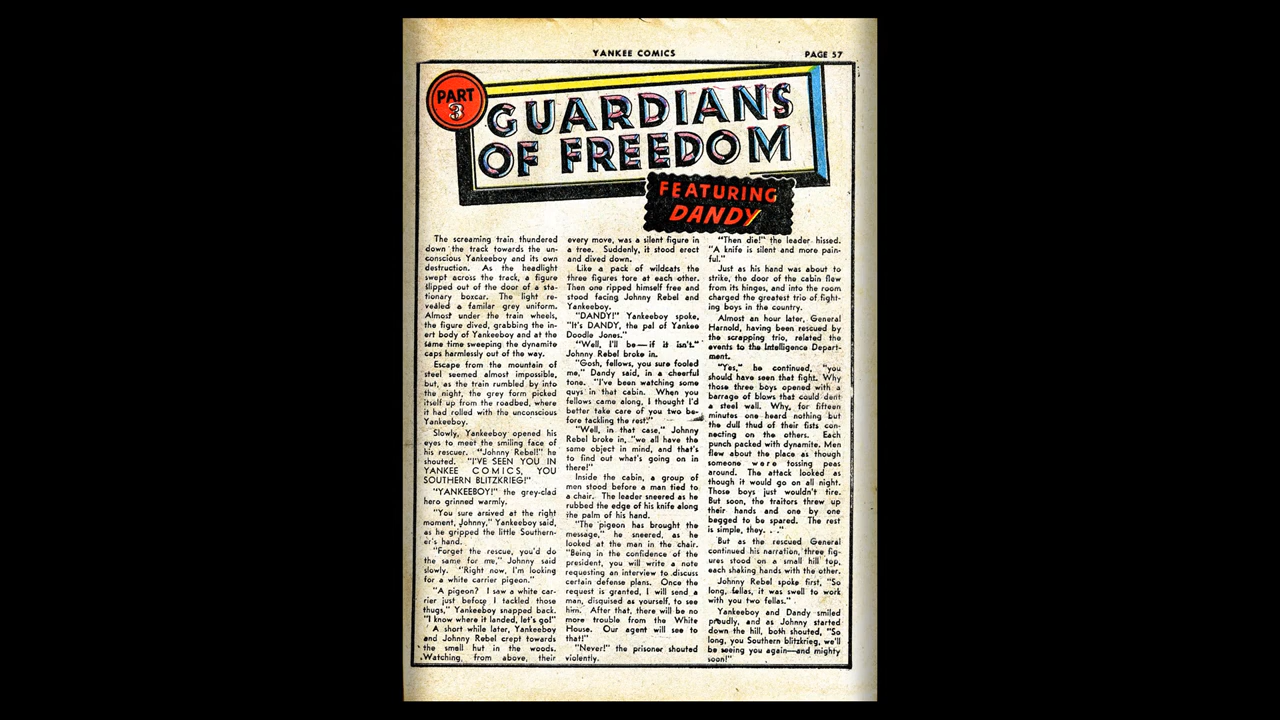 YANKEE COMICS
PAGE 57
PART
3
GUARDIANS
OF FREEDOM
FEATURING
DANDY
The screaming train thundered
down the track towards the un-
conscious Yankeeboy and its own
destruction. As the headlight
swept across the track, a figure
slipped out of the door of a sta-
tionary boxcar. The light re-
vealed a familar grey uniform.
Almost under the train wheels,
the figure dived, grabbing the in-
ert body of Yankeeboy and at the
same time sweeping the dynamite
caps harmlessly out of the way.
Escape from the mountain of
steel seemed almost impossible,
but, as the train rumbled by into
the night, the grey form picked
itself up from the roadbed, where
it had rolled with the unconscious
Yankeeboy.
Slowly, Yankeeboy opened his
eyes to meet the smiling face of
his rescuer. "Johnny Rebel!" he
shouted. "I'VE SEEN YOU IN
YANKEE COMICS, YOU
SOUTHERN BLITZKRIEG!"
"YANKEEBOY!" the grey-clad
hero grinned warmly.
"You sure arrived at the right
moment, Johnny," Yankeeboy said,
as he gripped the little Southern-
er's hand.
"Forget the rescue, you'd do
the same for me," Johnny said
slowly. "Right now, I'm looking
for a white carrier pigeon."
"A pigeon? I saw a white car-
rier just before I tackled those
thugs," Yankeeboy snapped back.
"I know where it landed, let's go!"
A short while later, Yankeeboy
and Johnny Rebel crept towards
the small hut in the woods.
Watching, from above, their
every move, was a silent figure in
a tree. Suddenly, it stood erect
and dived down.
Like a pack of wildcats the
three figures tore at each other.
Then one ripped himself free and
stood facing Johnny Rebel and
Yankeeboy.
"DANDY!" Yankeeboy spoke,
"It's DANDY, the pal of Yankee
Doodle Jones."
"Well, I'll be—if it isn't."
Johnny Rebel broke in.
"Gosh, fellows, you sure fooled
me," Dandy said, in a cheerful
tone. "I've been watching some
guys in that cabin. When you
fellows came along, I thought I'd
better take care of you two be-
fore tackling the rest."
"Well, in that case," Johnny
Rebel broke in, "we all have the
same object in mind, and that's
to find out what's going on in
there!"
Inside the cabin, a group of
men stood before a man tied to
a chair. The leader sneered as he
rubbed the edge of his knife along
the palm of his hand.
"The pigeon has brought the
message," he sneered, as he
looked at the man in the chair.
"Being in the confidence of the
president, you will write a note
requesting an interview to discuss
certain defense plans. Once the
request is granted, I will send a
man, disguised as yourself, to see
him. After that, there will be no
more trouble from the White
House. Our agent will see to
that!"
"Never!" the prisoner shouted
violently.
"Then die!" the leader hissed.
"A knife is silent and more pain-
ful."
Just as his hand was about to
strike, the door of the cabin flew
from its hinges, and into the room
charged the greatest trio of fight-
ing boys in the country.
Almost an hour later, General
Harnold, having been rescued by
the scrapping trio, related the
events to the Intelligence Depart-
ment.
"Yes," he continued, "you
should have seen that fight. Why
those three boys opened with a
barrage of blows that could dent
a steel wall. Why, for fifteen
minutes one heard nothing but
the dull thud of their fists con-
necting on the others. Each
punch packed with dynamite. Men
flew about the place as though
someone were tossing peas
around. The attack looked as
though it would go on all night.
Those boys just wouldn't tire.
But soon, the traitors threw up
their hands and one by one
begged to be spared. The rest
is simple, they. . ."
But as the rescued General
continued his narration, three fig-
ures stood on a small hill top,
each shaking hands with the other.
Johnny Rebel spoke first, "So
long, fellas, it was swell to work
with you two fellas."
Yankeeboy and Dandy smiled
proudly, and as Johnny started
down the hill, both shouted, "So
long, you Southern blitzkrieg, we'll
be seeing you again—and mighty
soon!"